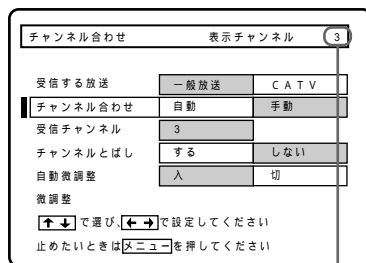 チャンネル合わせ 表示チャンネル 3
受信する放送 一般放送 CATV
チャンネル合わせ 自動 手動
受信チャンネル 3
チャンネルとばし する しない
自動微調整 入 切
微調整
↑↓で選び、←→で設定してください
止めたいときはメニューを押してください